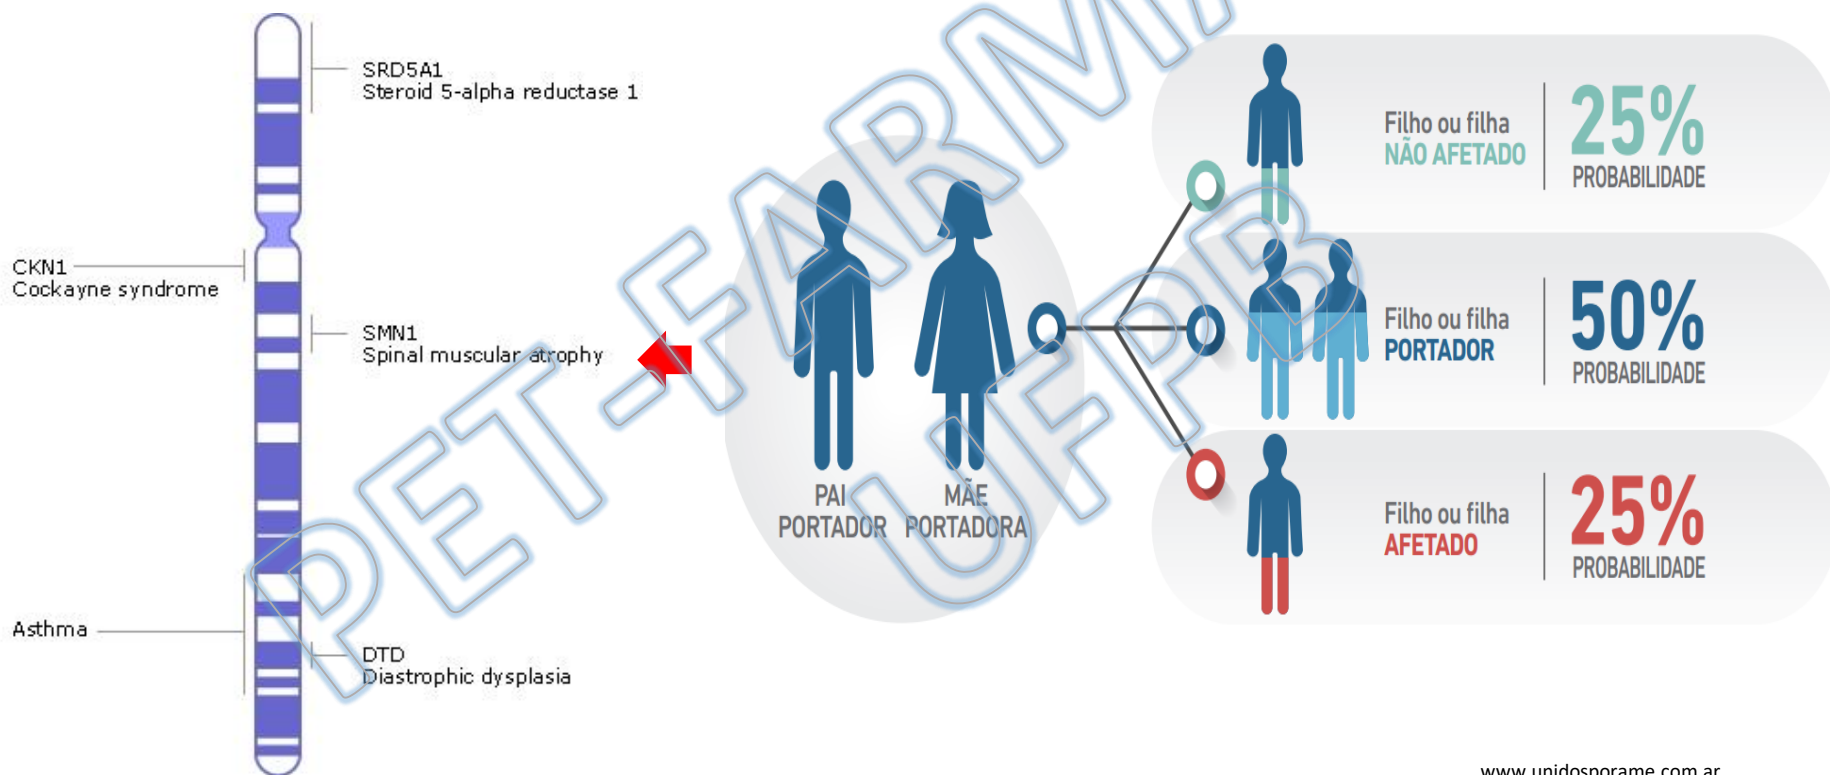 SRD5A1
Steroid 5-alpha reductase 1
CKN1
Cockayne syndrome
SMN1
Spinal muscular atrophy
Asthma
DTD
Diastrophic dysplasia
PAI
PORTADOR
MÃE
PORTADORA
Filho ou filha
NÃO AFETADO
25%
PROBABILIDADE
Filho ou filha
PORTADOR
50%
PROBABILIDADE
Filho ou filha
AFETADO
25%
PROBABILIDADE
PET-FARMA
UFPB
www.unidosporame.com.ar